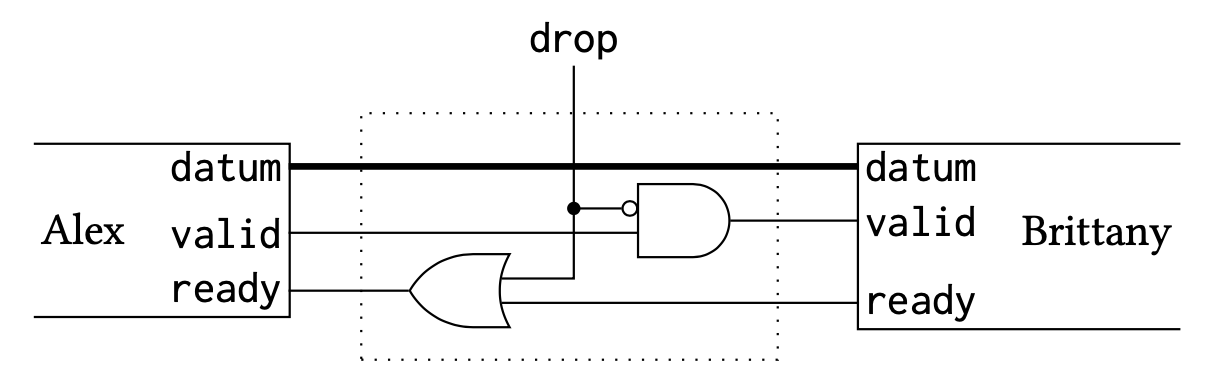 drop
datum
Alex
valid
ready
datum
valid
Brittany
ready